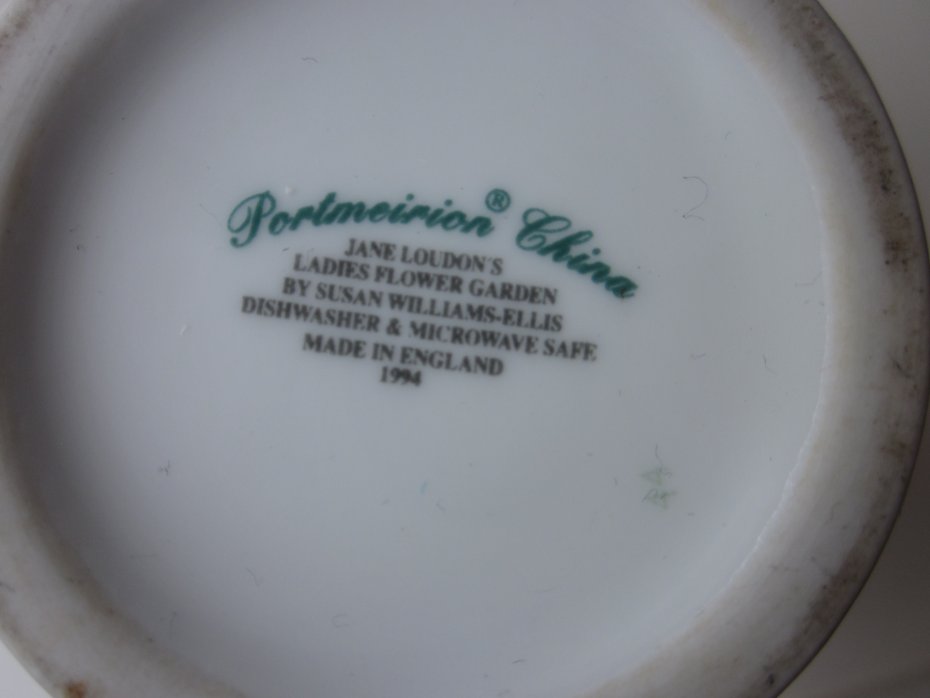 Portmeirion® China
JANE LOUDON'S
LADIES FLOWER GARDEN
BY SUSAN WILLIAMS-ELLIS
DISHWASHER & MICROWAVE SAFE
MADE IN ENGLAND
1994